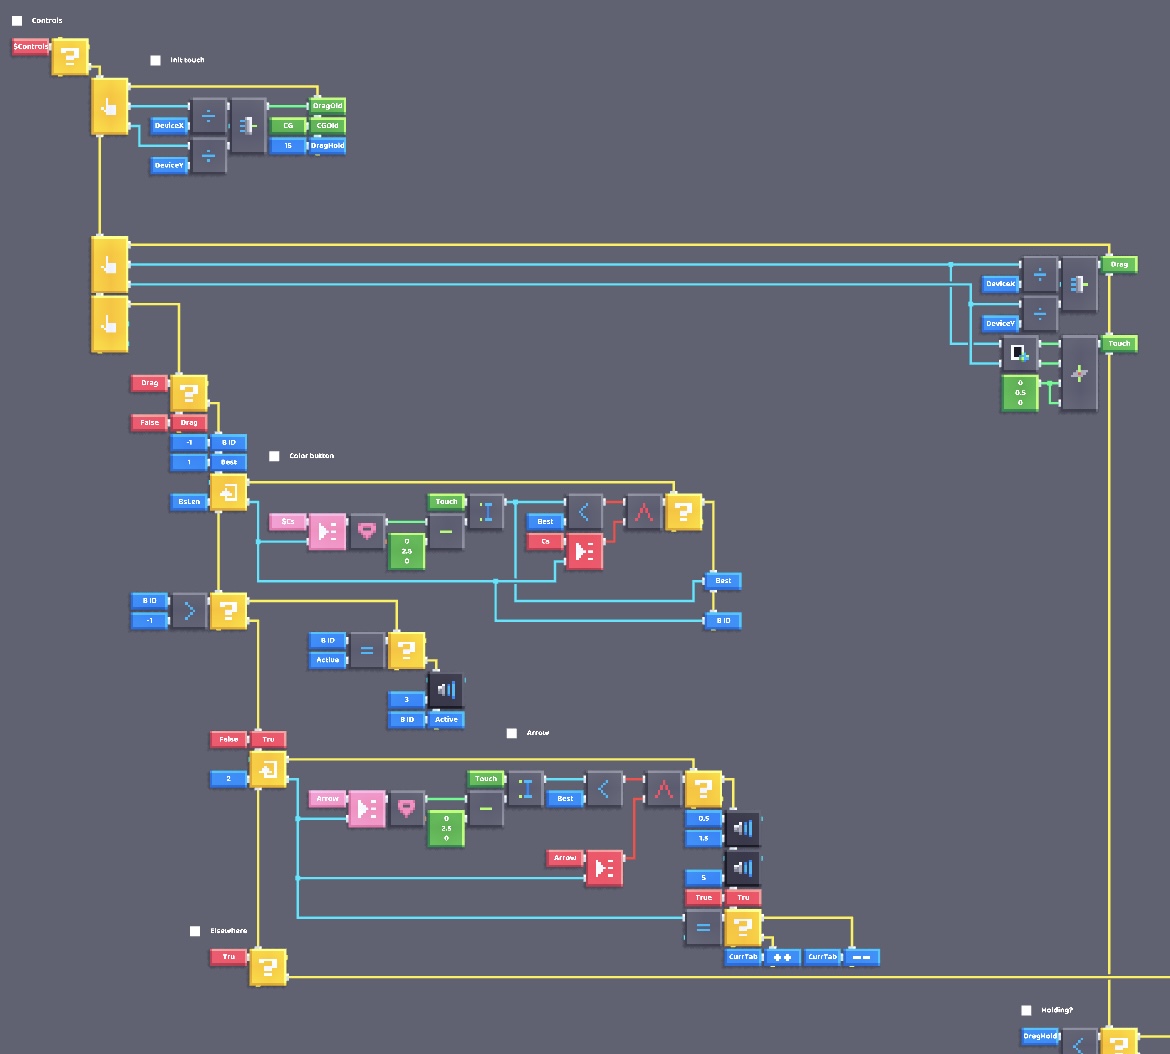 Controls
$Controls
Init touch
DragOld
DeviceX
CG
CGOld
15
DragHold
DeviceY
Drag
DeviceX
DeviceY
Touch
0
0.5
0
Drag
False
Drag
-1
B ID
1
Best
Color button
BsLen
Touch
$Cs
Best
0
2.5
0
Cs
Best
B ID
B ID
-1
B ID
Active
3
B ID
Active
False
Tru
Arrow
2
Touch
Arrow
Best
0
2.5
0
0.5
1.5
Arrow
5
True
Tru
Elsewhere
Tru
CurrTab
CurrTab
Holding?
DragHold